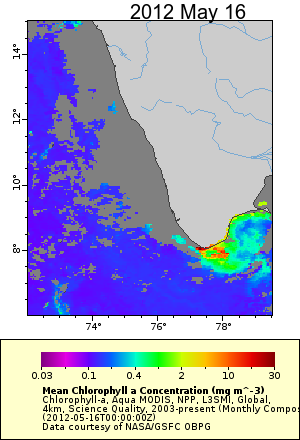 2012 May 16
14°
12°
10°
8°
74°
76°
78°
0.03 0.1 0.4 2 10 30
Mean Chlorophyll a Concentration (mg m^-3)
Chlorophyll-a, Aqua MODIS, NPP, L3SMI, Global,
4km, Science Quality, 2003-present (Monthly Compos
(2012-05-16T00:00:00Z)
Data courtesy of NASA/GSFC OBPG